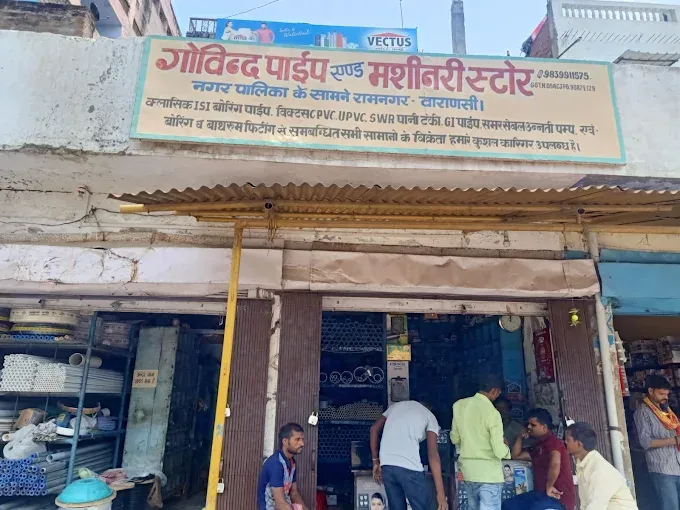 VECTUS
गोविन्द पाईप एण्ड मशीनरी स्टोर
9839911575
नगर पालिका के सामने रामनगर - वाराणसी।
क्लासिक ISI बोरिंग पाईप, विक्टस CPVC, UPVC, SWR पानी टंकी, GI पाईप, समरसेबल उन्नती पम्प, एवं
बोरिंग व बाथरूम फिटींग से सम्बन्धित सभी सामानो के विक्रेता हमारे कुशल कारिगर उपलब्ध है।